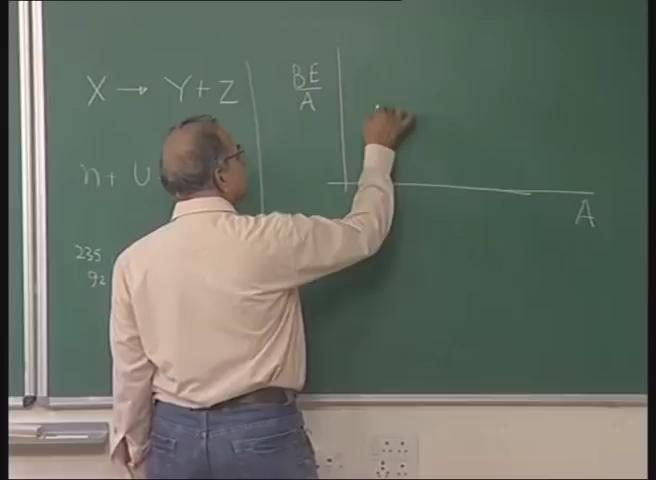 X → Y + Z
n + U
235
92
BE
A
A